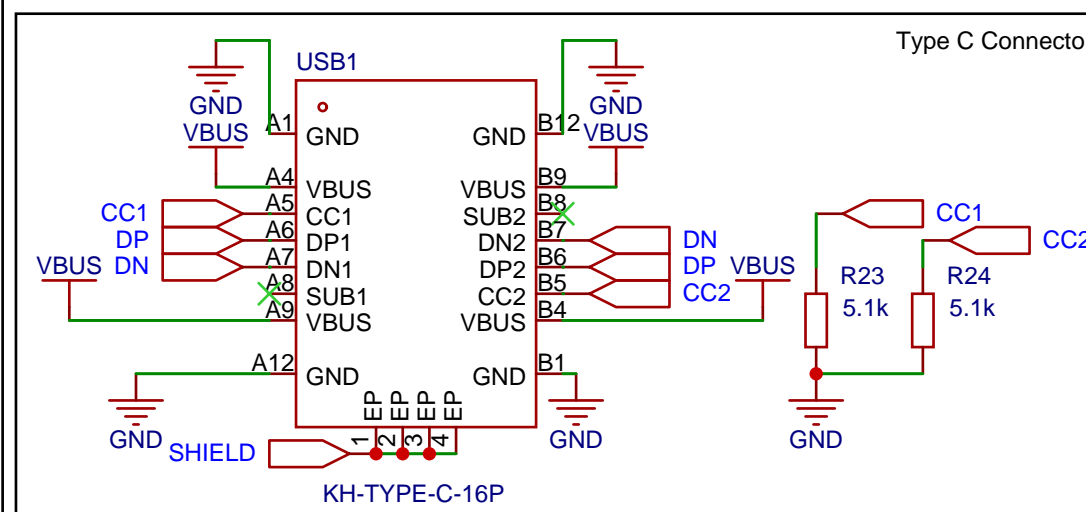 Type C Connecto
USB1
GND
GND
VBUS
VBUS
A1
GND
GND
B12
A4
VBUS
VBUS
B9
CC1
A5
CC1
SUB2
B8
CC1
DP
A6
DP1
DN2
B7
DN
CC2
DN
A7
DN1
DP2
B6
DP
VBUS
VBUS
A8
SUB1
CC2
B5
CC2
R23
R24
A9
VBUS
VBUS
B4
5.1k
5.1k
A12
GND
GND
B1
EP
EP
EP
EP
GND
SHIELD
1
2
3
4
GND
GND
KH-TYPE-C-16P